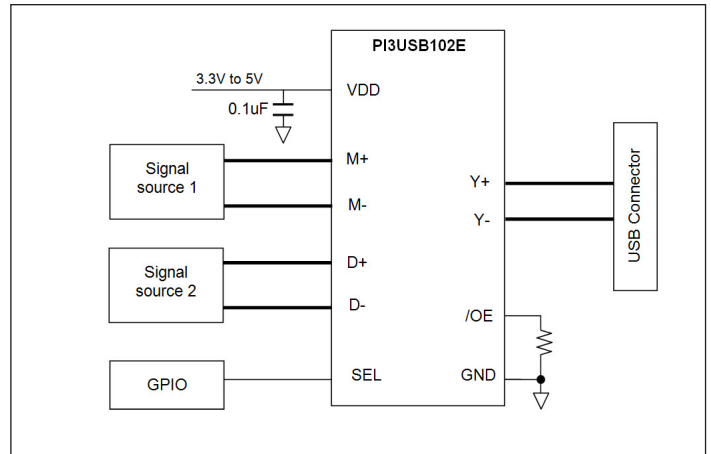 PI3USB102E
3.3V to 5V
VDD
0.1uF
Signal
source 1
M+
M-
Y+
Y-
USB Connector
Signal
source 2
D+
D-
/OE
GPIO
SEL
GND